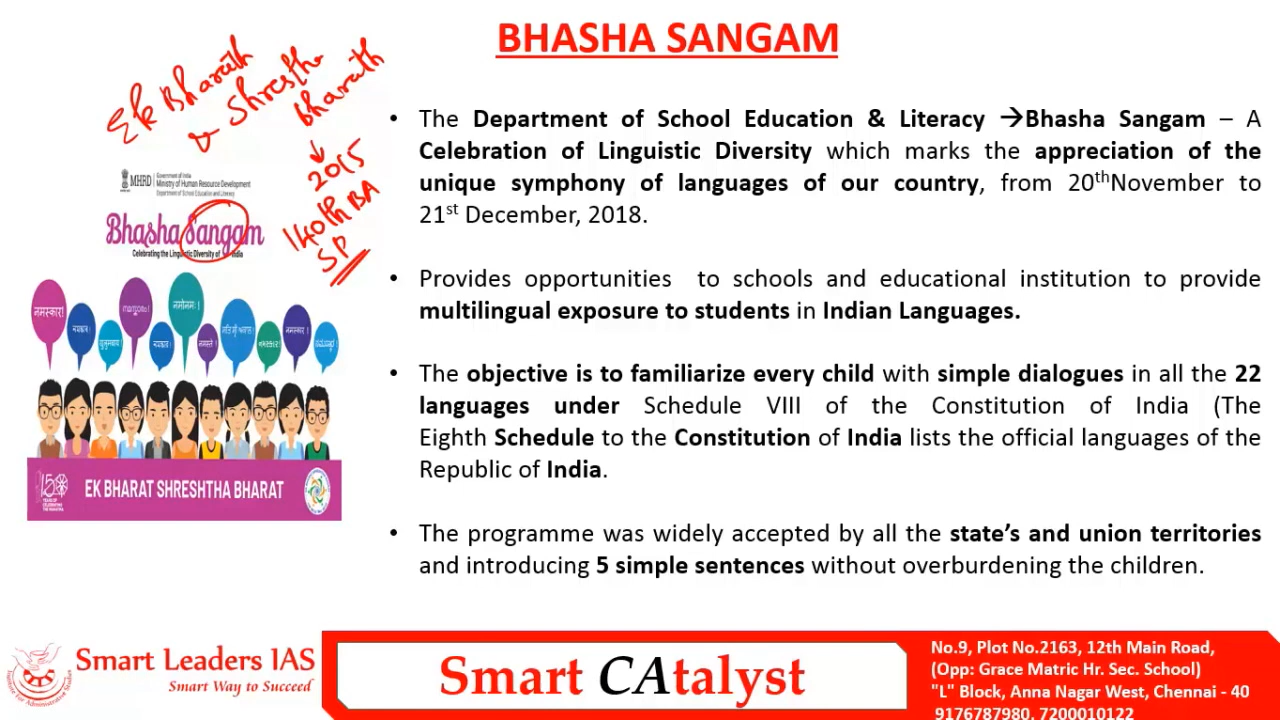 BHASHA SANGAM
Ek Bharath
& Shrestha
Bharath
2015
140th BA
SP
MHRD
Government of India
Ministry of Human Resource Development
Department of School Education and Literacy
Bhasha Sangam
Celebrating the Linguistic Diversity of India
नमस्कार!
EK BHARAT SHRESHTHA BHARAT
• The Department of School Education & Literacy →Bhasha Sangam – A
Celebration of Linguistic Diversity which marks the appreciation of the
unique symphony of languages of our country, from 20thNovember to
21st December, 2018.
• Provides opportunities to schools and educational institution to provide
multilingual exposure to students in Indian Languages.
• The objective is to familiarize every child with simple dialogues in all the 22
languages under Schedule VIII of the Constitution of India (The
Eighth Schedule to the Constitution of India lists the official languages of the
Republic of India.
• The programme was widely accepted by all the state's and union territories
and introducing 5 simple sentences without overburdening the children.
Smart Leaders IAS
Smart Way to Succeed
Smart CAtalyst
No.9, Plot No.2163, 12th Main Road,
(Opp: Grace Matric Hr. Sec. School)
"L" Block, Anna Nagar West, Chennai - 40
9176787980, 7200010122